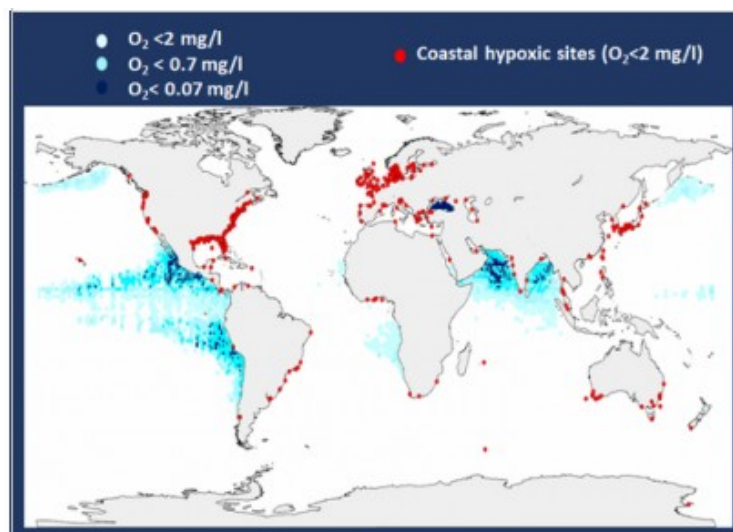 O₂ <2 mg/l
Coastal hypoxic sites (O₂<2 mg/l)
O₂ < 0.7 mg/l
O₂< 0.07 mg/l